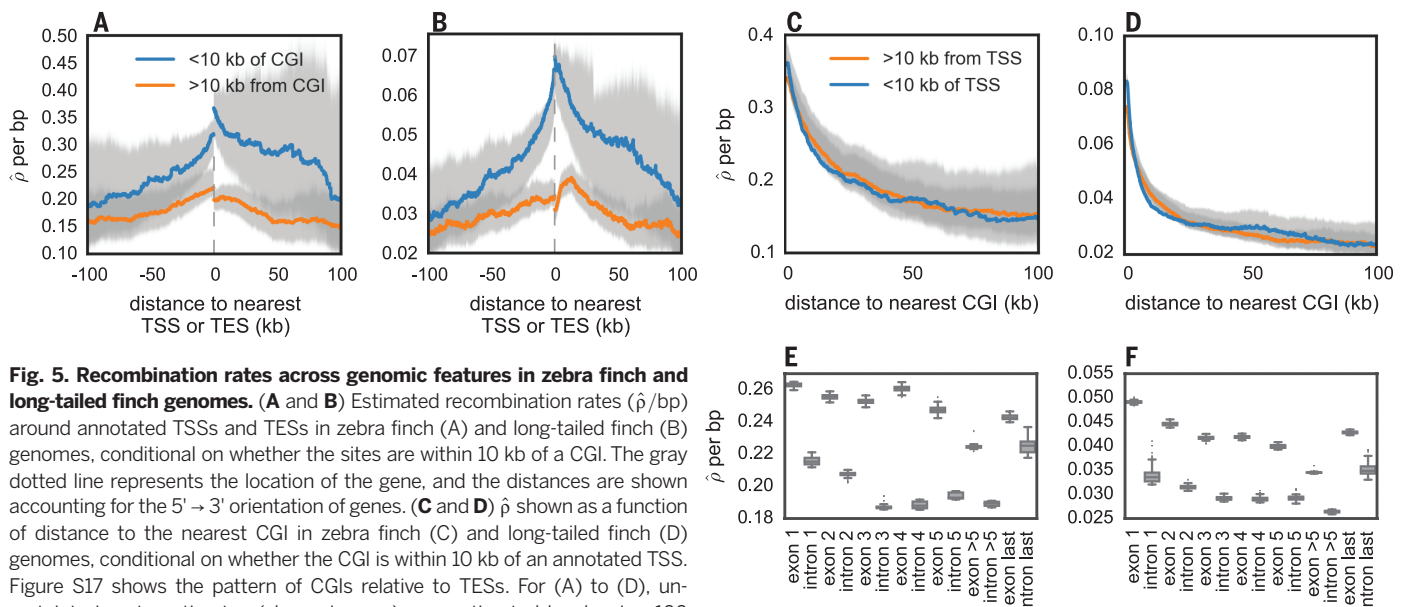 A
0.50
0.45
0.40
0.35
0.30
0.25
0.20
0.15
0.10
ρ̂ per bp
<10 kb of CGI
>10 kb from CGI
-100 -50 0 50 100
distance to nearest
TSS or TES (kb)
B
0.07
0.06
0.05
0.04
0.03
0.02
-100 -50 0 50 100
distance to nearest
TSS or TES (kb)
C
0.4
0.3
0.2
0.1
ρ̂ per bp
>10 kb from TSS
<10 kb of TSS
0 50 100
distance to nearest CGI (kb)
D
0.10
0.08
0.06
0.04
0.02
0 50 100
distance to nearest CGI (kb)
Fig. 5. Recombination rates across genomic features in zebra finch and
long-tailed finch genomes. (A and B) Estimated recombination rates (ρ̂/bp)
around annotated TSSs and TESs in zebra finch (A) and long-tailed finch (B)
genomes, conditional on whether the sites are within 10 kb of a CGI. The gray
dotted line represents the location of the gene, and the distances are shown
accounting for the 5' → 3' orientation of genes. (C and D) ρ̂ shown as a function
of distance to the nearest CGI in zebra finch (C) and long-tailed finch (D)
genomes, conditional on whether the CGI is within 10 kb of an annotated TSS.
Figure S17 shows the pattern of CGIs relative to TESs. For (A) to (D), un-
E
0.26
0.24
0.22
0.20
0.18
ρ̂ per bp
exon 1
intron 1
exon 2
intron 2
exon 3
intron 3
exon 4
intron 4
exon 5
intron 5
exon >5
intron >5
exon last
intron last
F
0.055
0.050
0.045
0.040
0.035
0.030
0.025
exon 1
intron 1
exon 2
intron 2
exon 3
intron 3
exon 4
intron 4
exon 5
intron 5
exon >5
intron >5
exon last
intron last